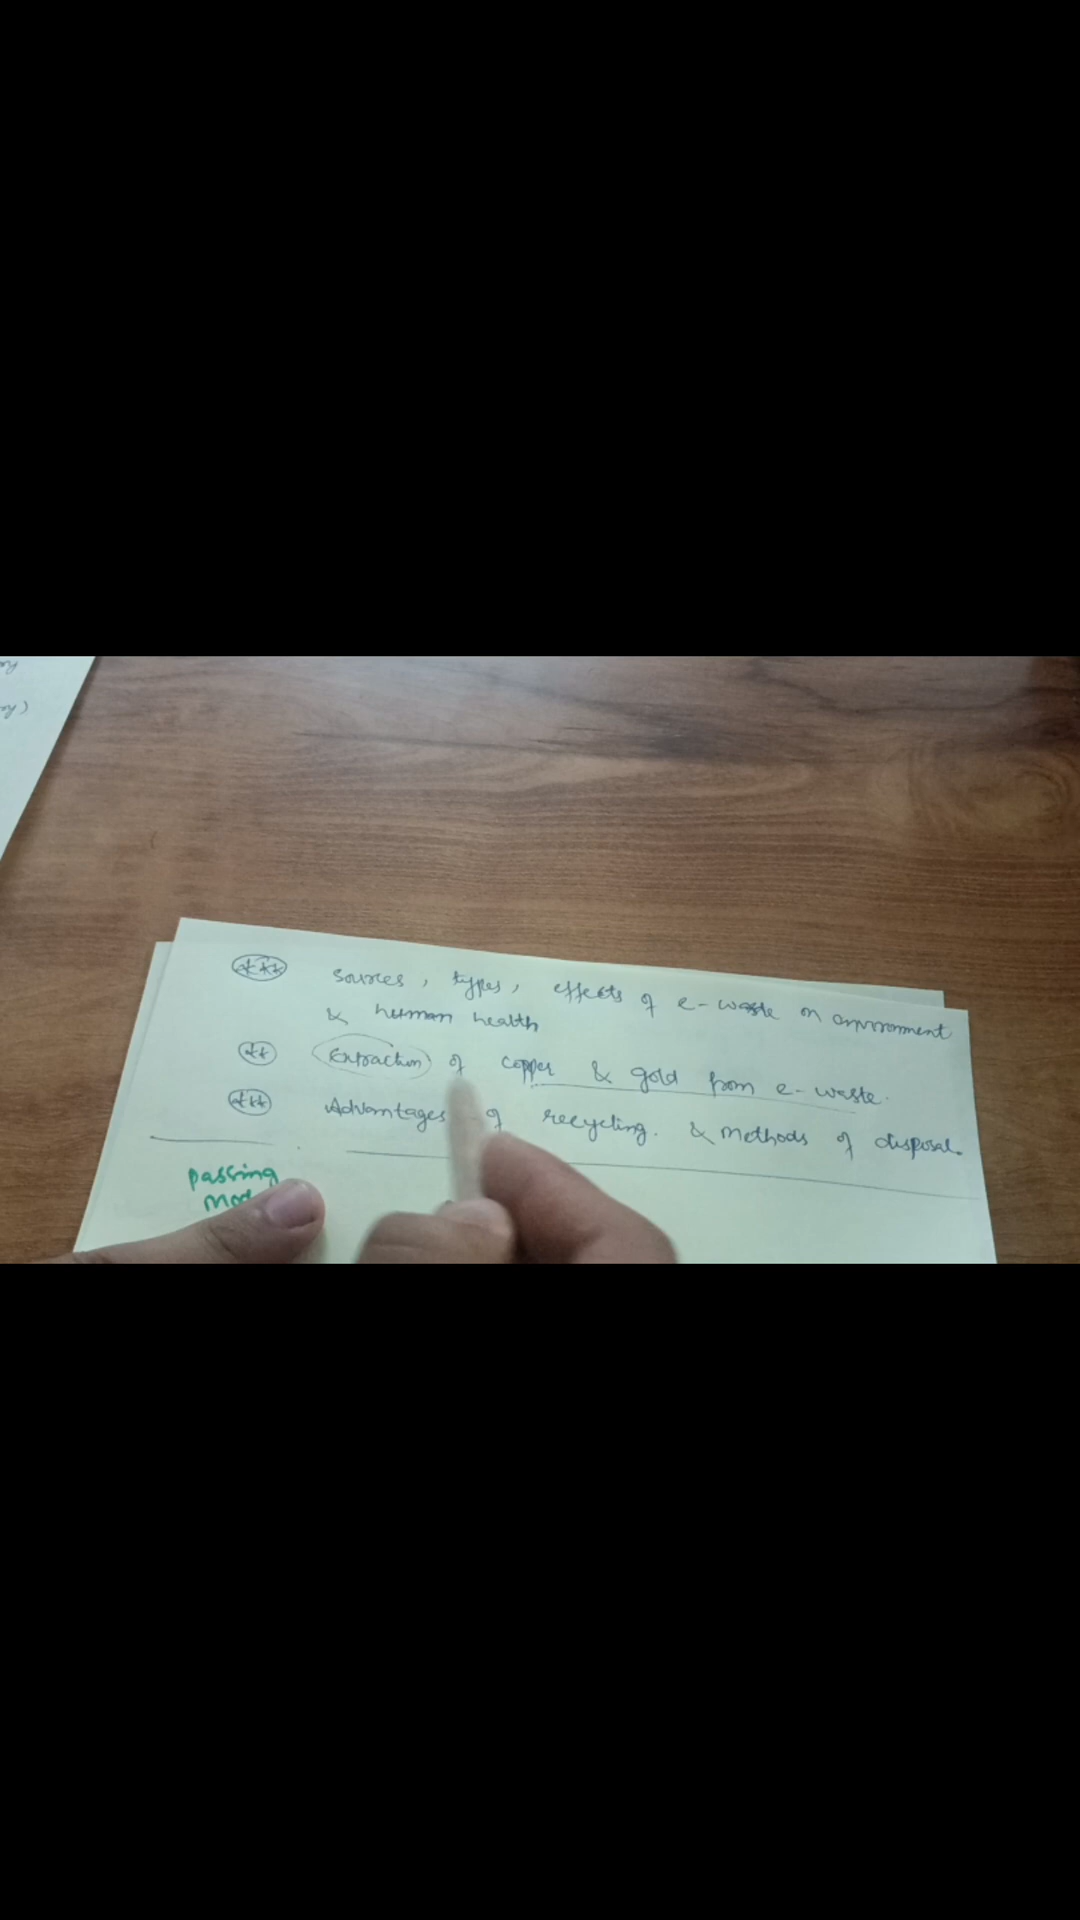 *** Sources, types, effects of e-waste on environment
& human health
** Extraction of copper & gold from e-waste.
*** Advantages of recycling. & Methods of disposal.
passing